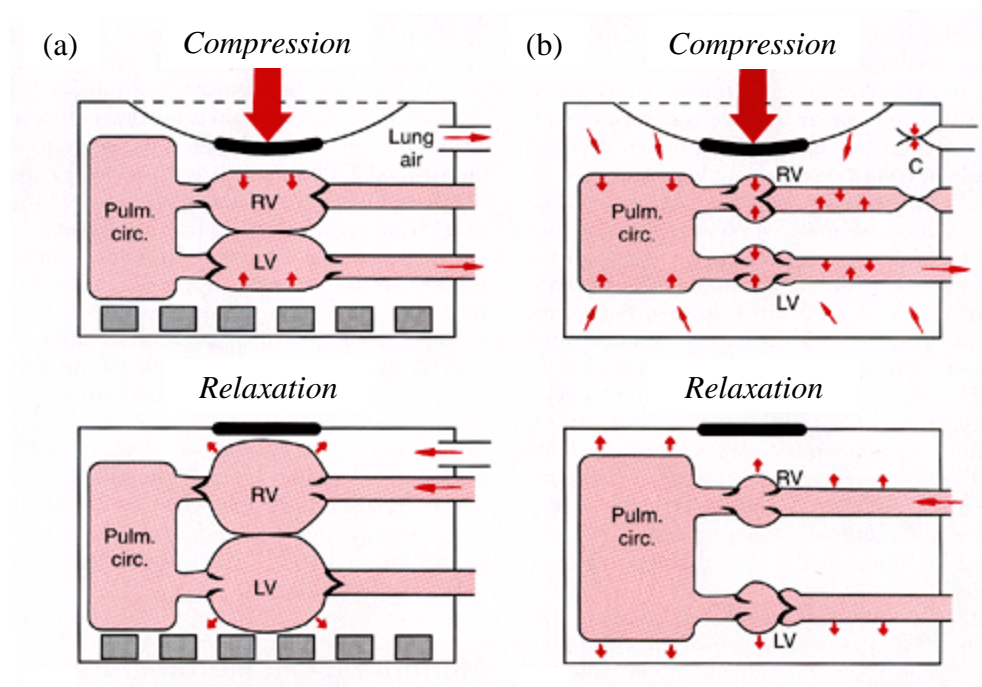 (a)
Compression
Lung
air
RV
Pulm.
circ.
LV
Relaxation
RV
Pulm.
circ.
LV
(b)
Compression
RV
C
Pulm.
circ.
LV
Relaxation
RV
Pulm.
circ.
LV